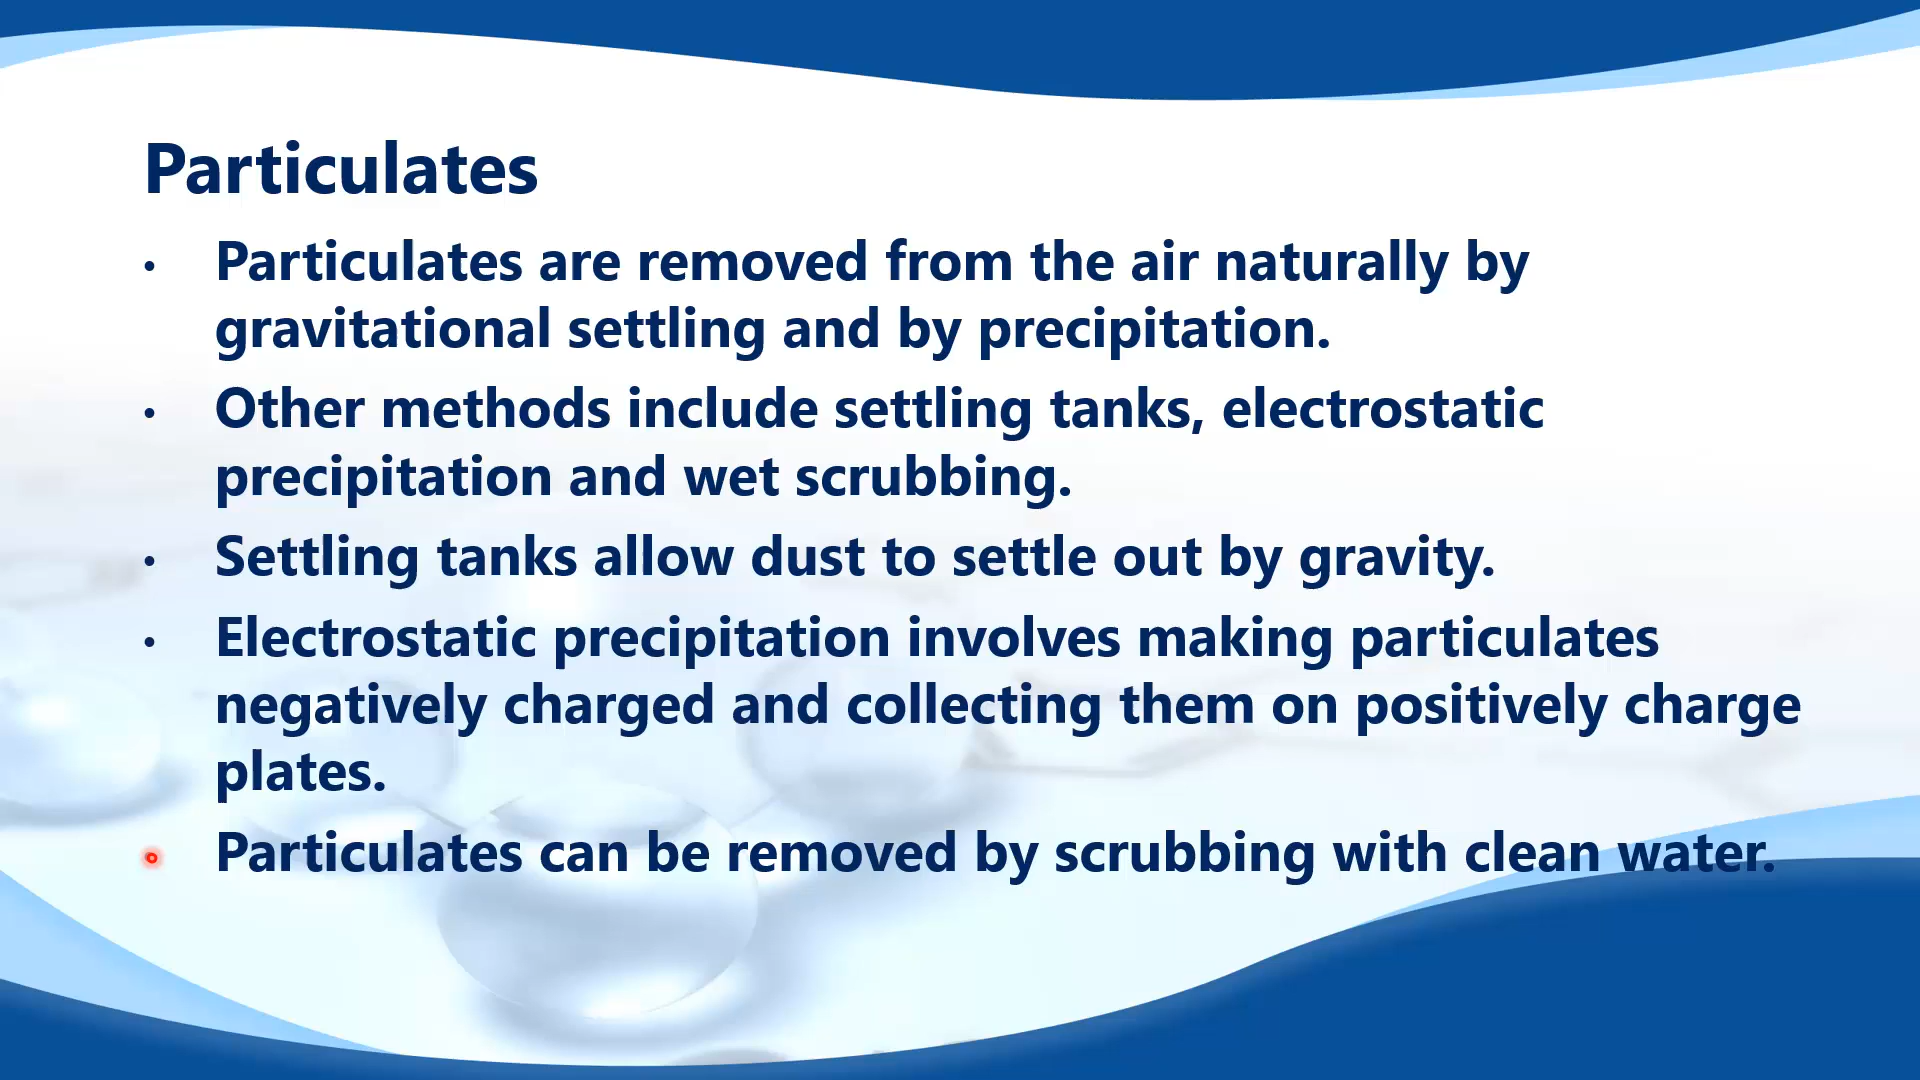 Particulates
• Particulates are removed from the air naturally by
gravitational settling and by precipitation.
• Other methods include settling tanks, electrostatic
precipitation and wet scrubbing.
• Settling tanks allow dust to settle out by gravity.
• Electrostatic precipitation involves making particulates
negatively charged and collecting them on positively charge
plates.
• Particulates can be removed by scrubbing with clean water.